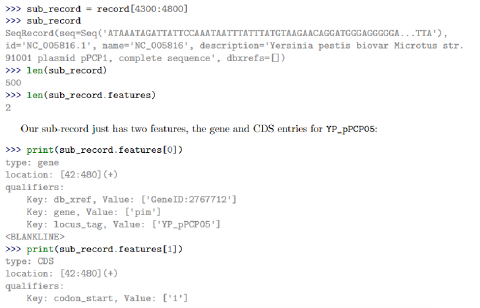 >>> sub_record = record[4300:4800]
>>> sub_record
SeqRecord(seq=Seq('ATAAATAGATTATTCCAAATAATTTATTTATGTAAGAACAGGATGGGAGGGGGA...TTA'),
id='NC_005816.1', name='NC_005816', description='Yersinia pestis biovar Microtus str.
91001 plasmid pPCP1, complete sequence', dbxrefs=[])
>>> len(sub_record)
500
>>> len(sub_record.features)
2
Our sub-record just has two features, the gene and CDS entries for YP_pPCP05:
>>> print(sub_record.features[0])
type: gene
location: [42:480](+)
qualifiers:
    Key: db_xref, Value: ['GeneID:2767712']
    Key: gene, Value: ['pim']
    Key: locus_tag, Value: ['YP_pPCP05']
<BLANKLINE>
>>> print(sub_record.features[1])
type: CDS
location: [42:480](+)
qualifiers:
    Key: codon_start, Value: ['1']